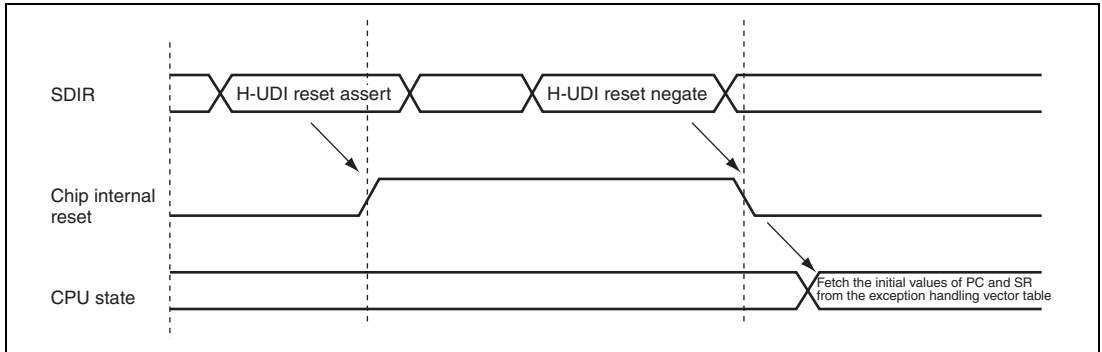 SDIR
H-UDI reset assert
H-UDI reset negate
Chip internal
reset
CPU state
Fetch the initial values of PC and SR
from the exception handling vector table